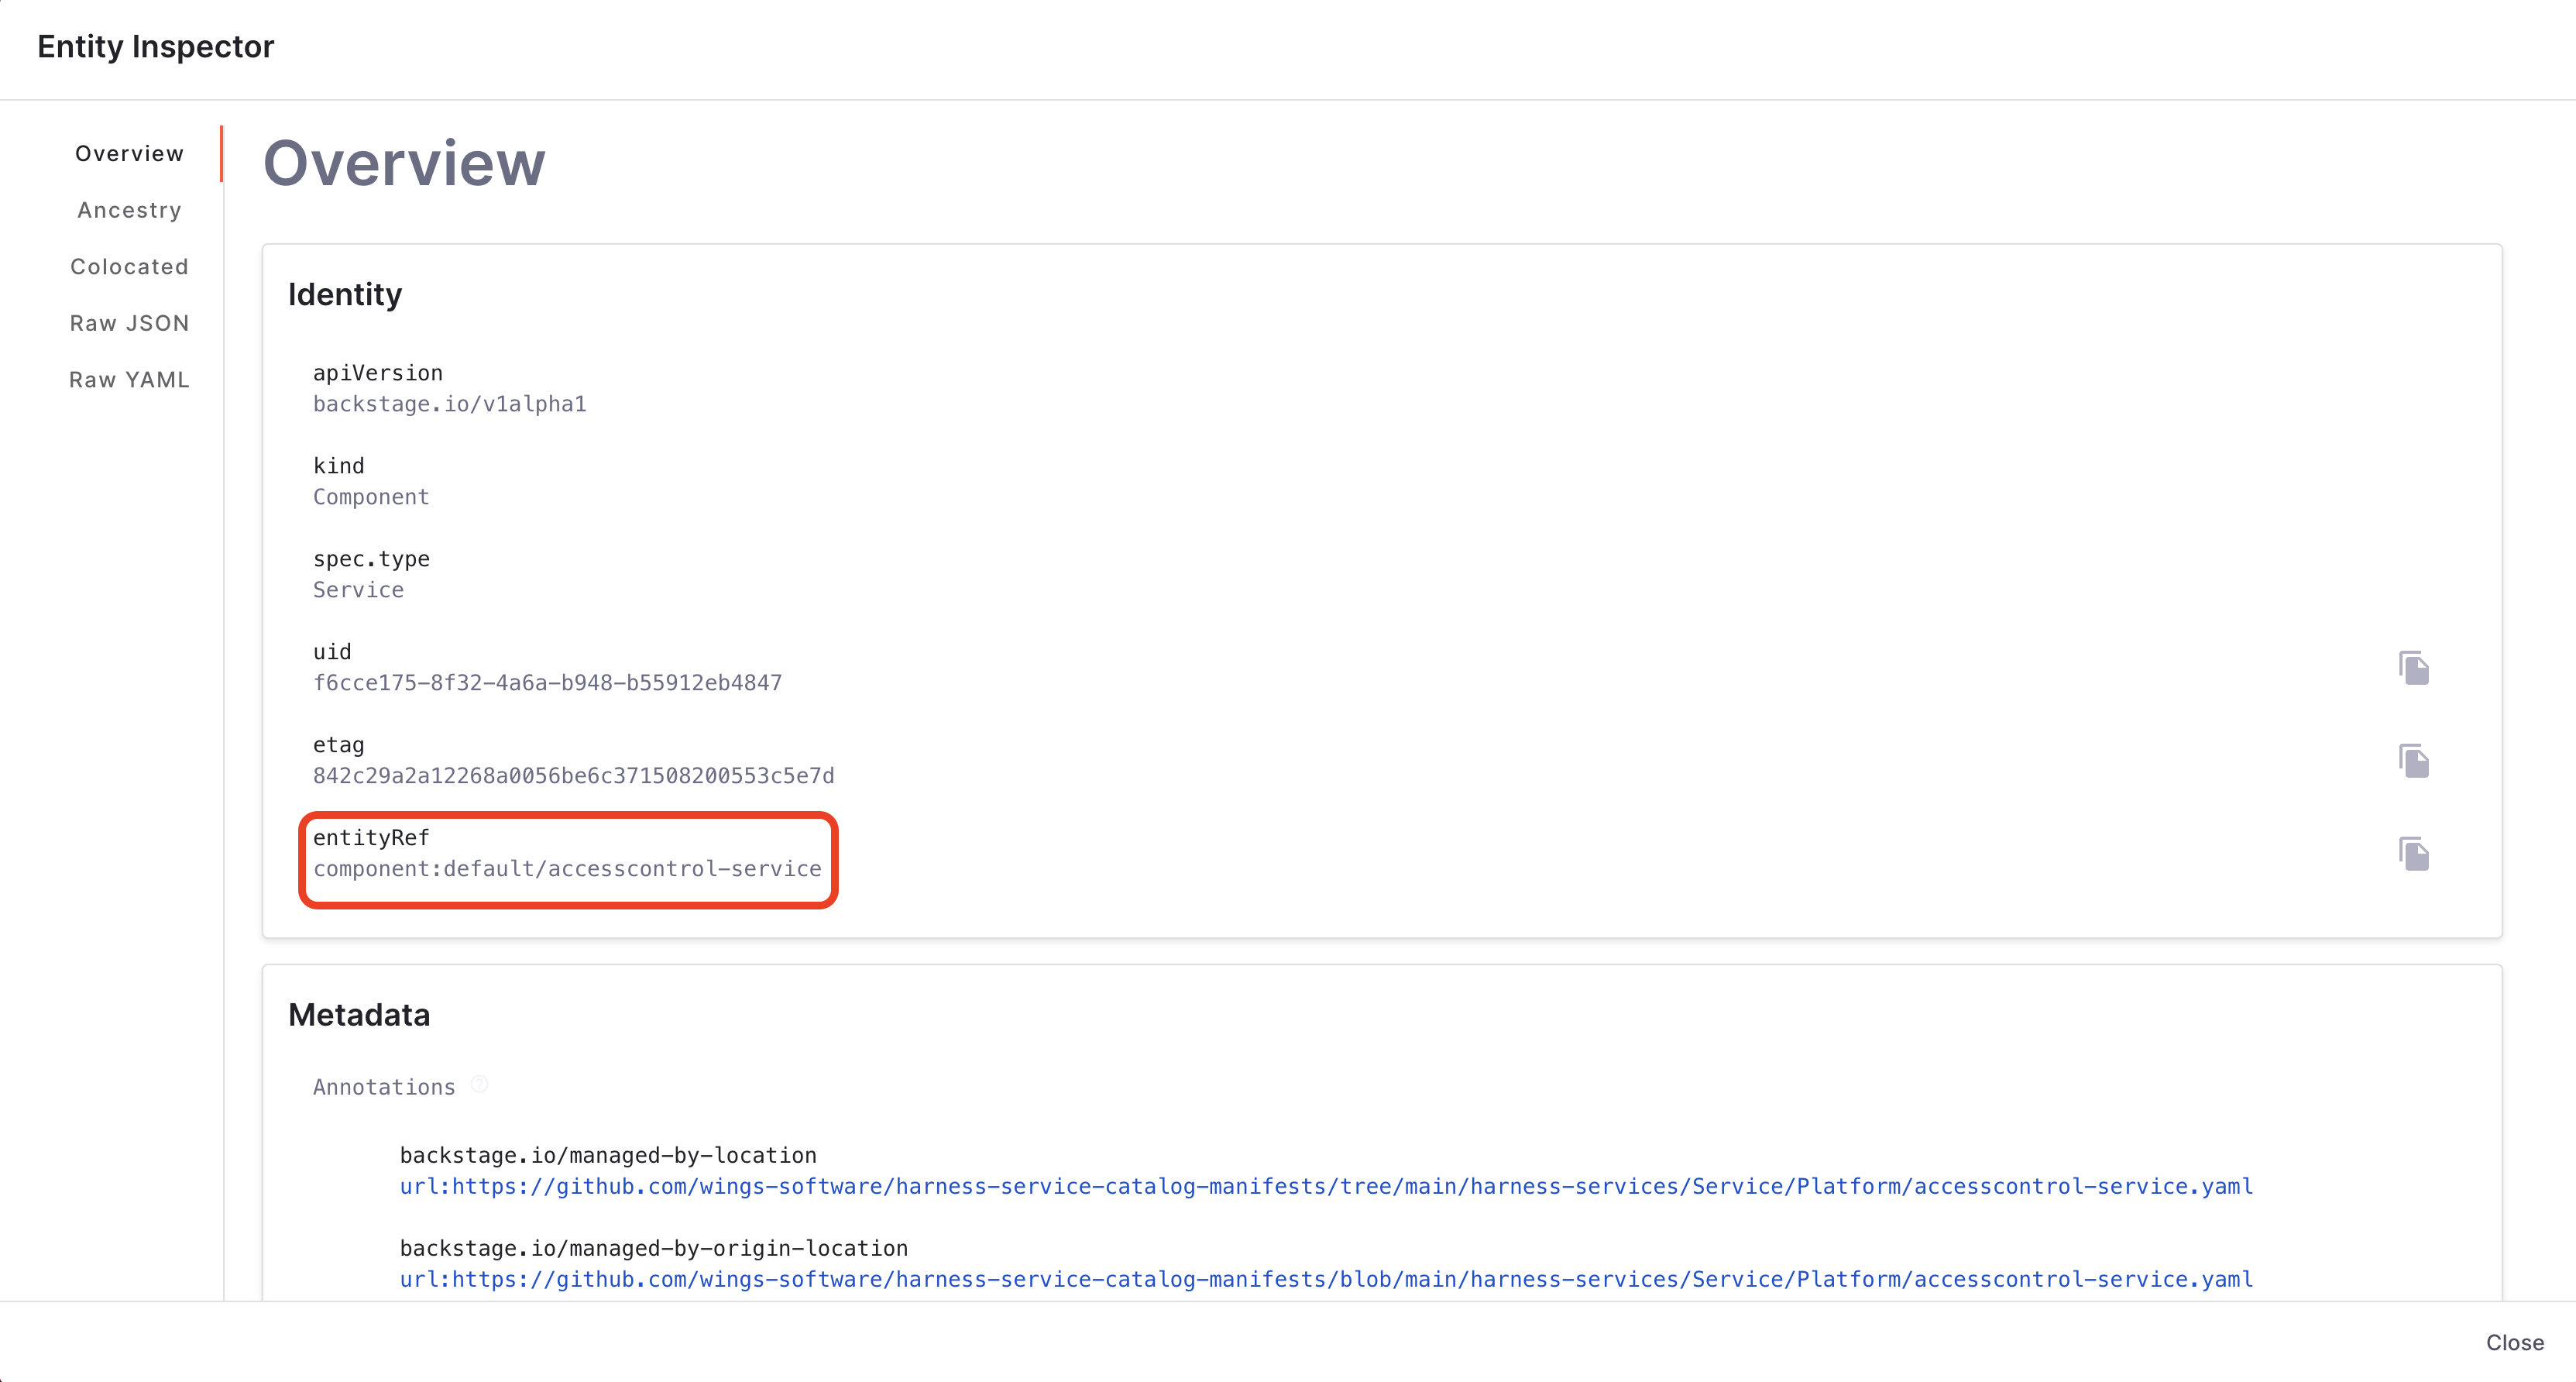 Entity Inspector
Overview
Ancestry
Colocated
Raw JSON
Raw YAML
Overview
Identity
apiVersion
backstage.io/v1alpha1
kind
Component
spec.type
Service
uid
f6cce175-8f32-4a6a-b948-b55912eb4847
etag
842c29a2a12268a0056be6c371508200553c5e7d
entityRef
component:default/accesscontrol-service
Metadata
Annotations
backstage.io/managed-by-location
url:https://github.com/wings-software/harness-service-catalog-manifests/tree/main/harness-services/Service/Platform/accesscontrol-service.yaml
backstage.io/managed-by-origin-location
url:https://github.com/wings-software/harness-service-catalog-manifests/blob/main/harness-services/Service/Platform/accesscontrol-service.yaml
Close